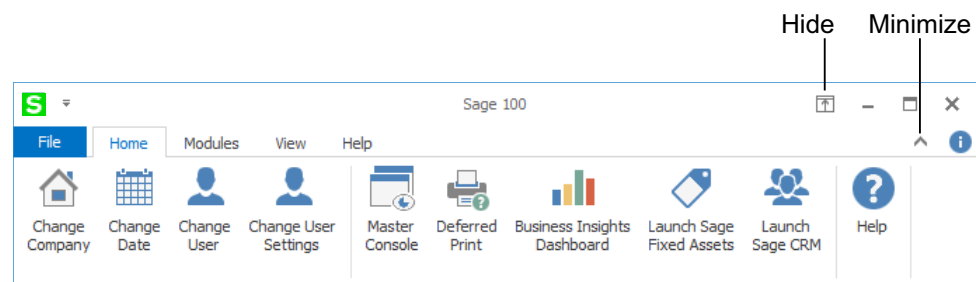 Hide Minimize
S Sage 100
File Home Modules View Help i
Change Change Change Change User Master Deferred Business Insights Launch Sage Launch Help
Company Date User Settings Console Print Dashboard Fixed Assets Sage CRM